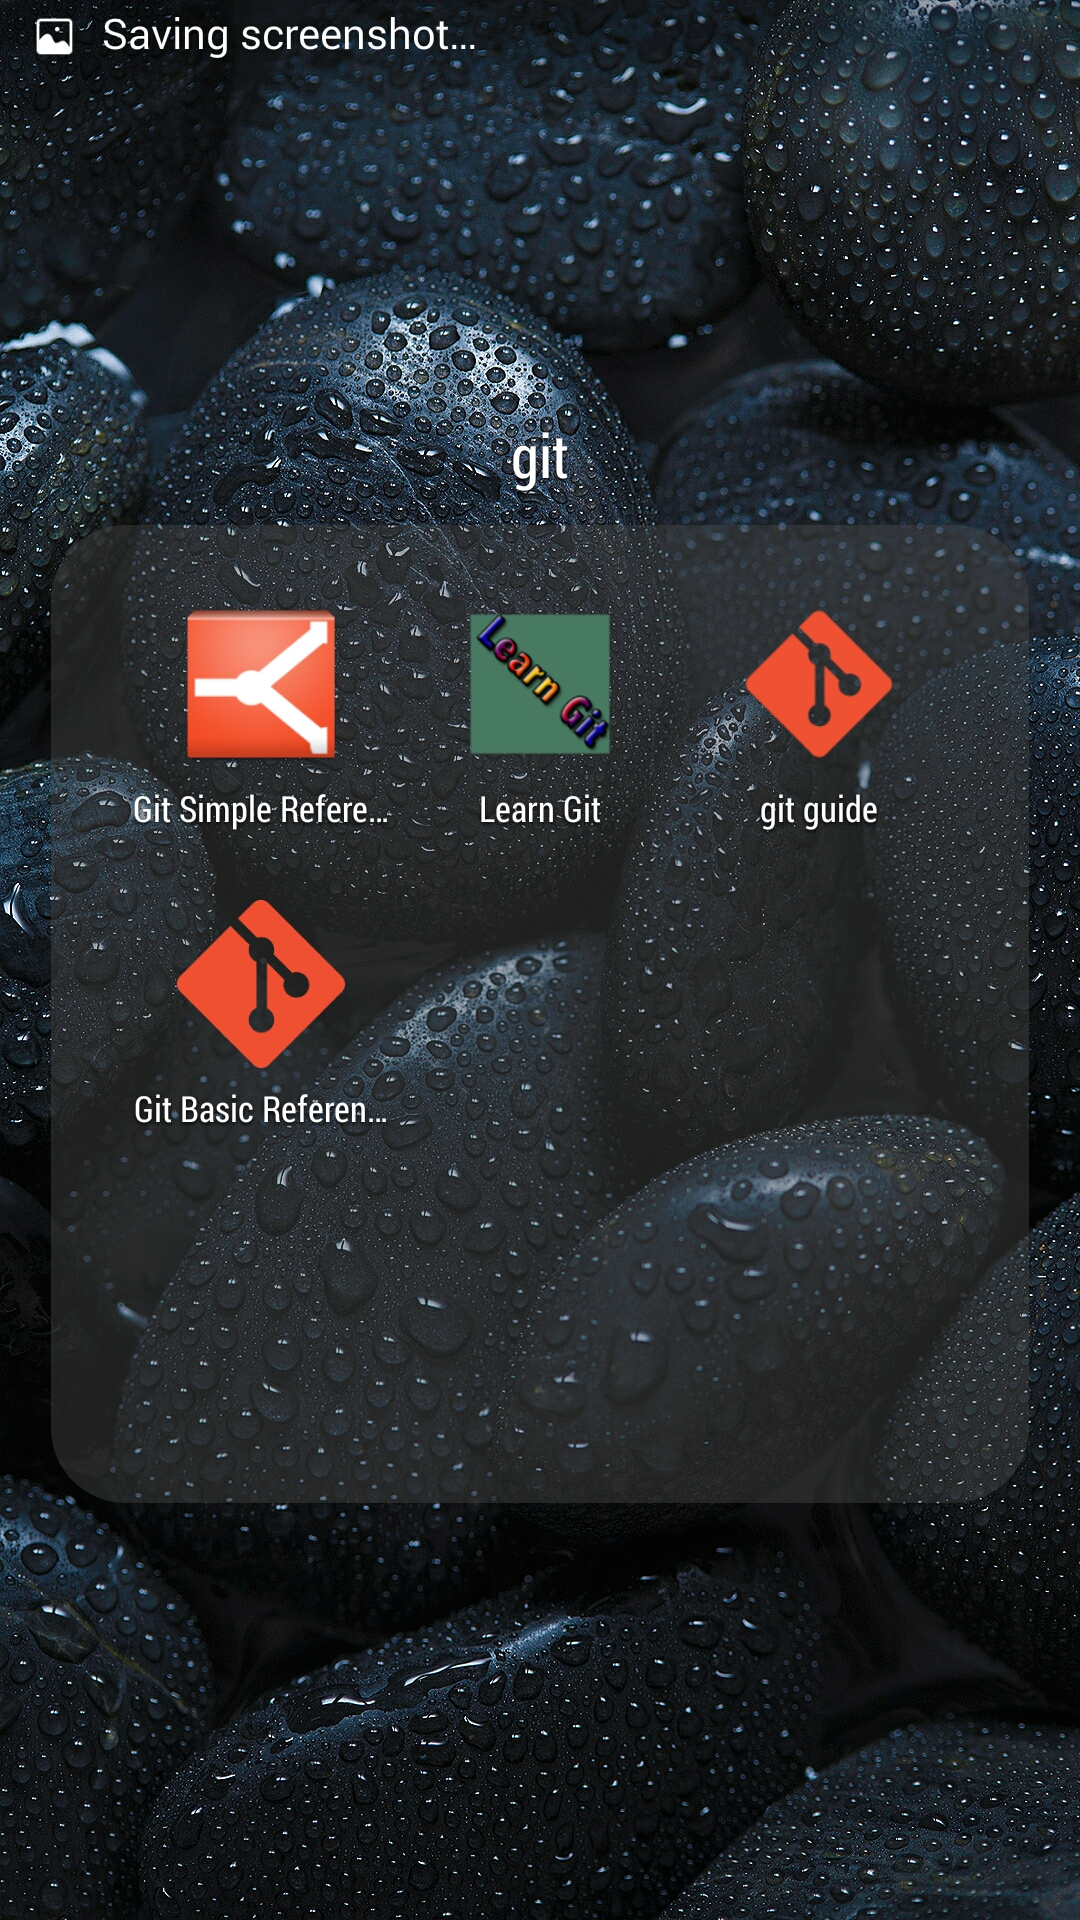 Saving screenshot...
git
Learn Git
Git Simple Refere...
Learn Git
git guide
Git Basic Referen...